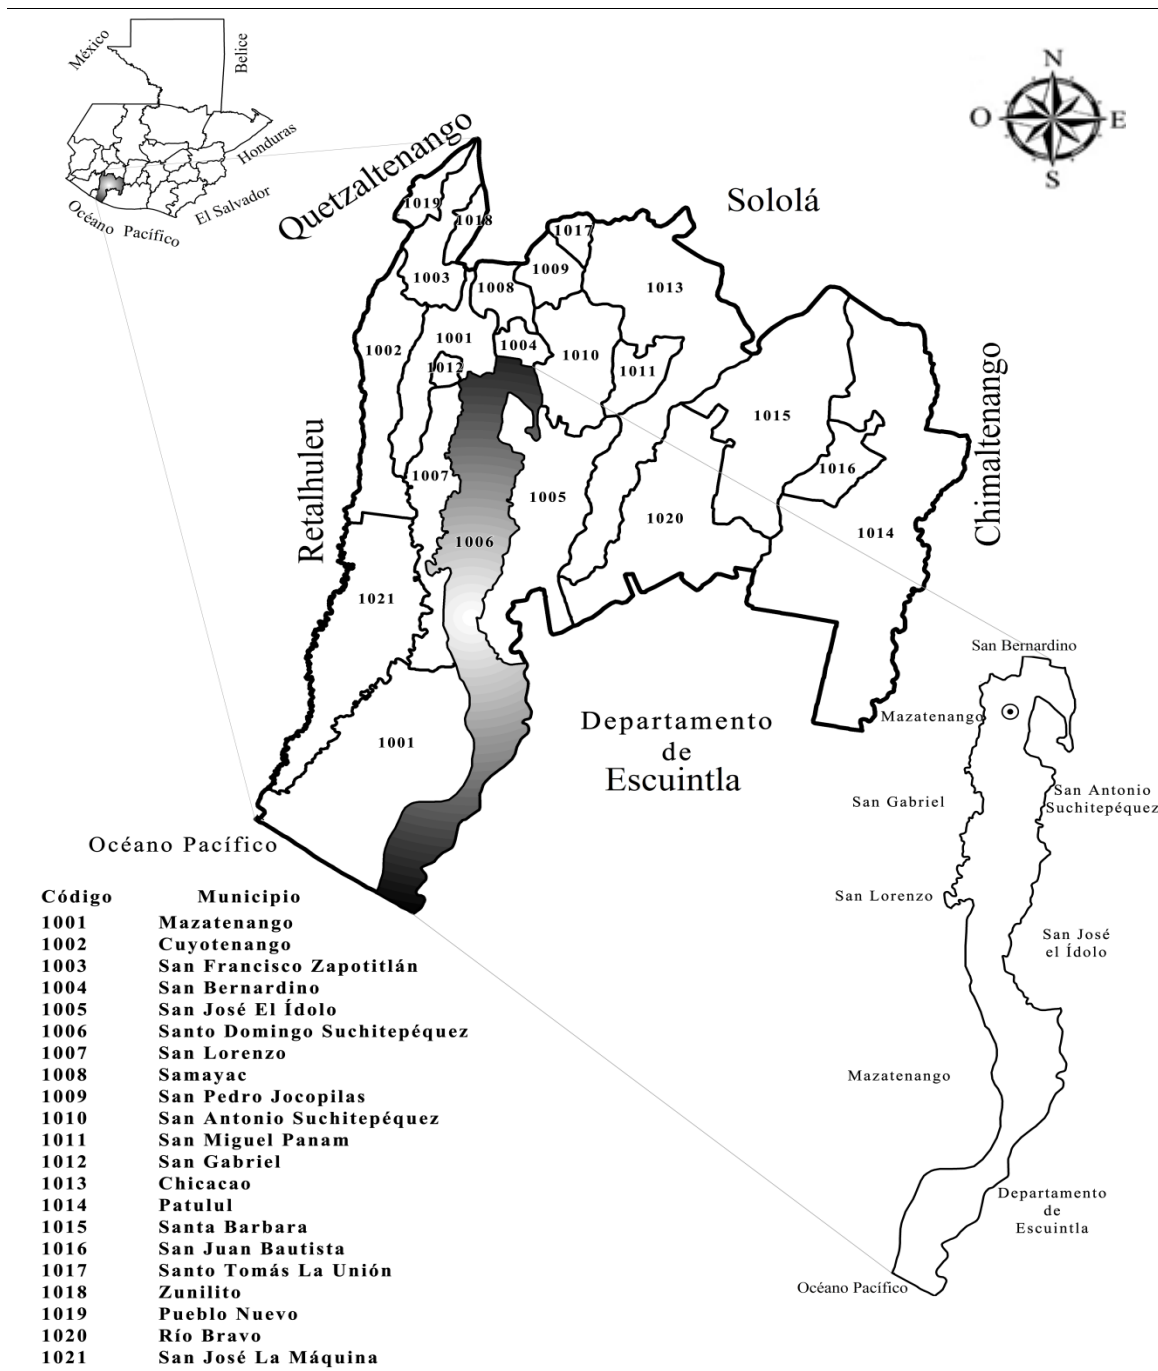 México
Belice
Honduras
El Salvador
Océano Pacífico
N
O
E
S
Quetzaltenango
Sololá
Chimaltenango
Retalhuleu
1019
1018
1017
1003
1009
1008
1013
1002
1001
1004
1010
1012
1011
1015
1007
1016
1005
1020
1014
1006
1021
1001
Departamento
de
Escuintla
Océano Pacífico
San Bernardino
Mazatenango
San Gabriel
San Antonio
Suchitepéquez
San Lorenzo
San José
el Ídolo
Mazatenango
Departamento
de
Escuintla
Océano Pacífico
Código Municipio
1001 Mazatenango
1002 Cuyotenango
1003 San Francisco Zapotitlán
1004 San Bernardino
1005 San José El Ídolo
1006 Santo Domingo Suchitepéquez
1007 San Lorenzo
1008 Samayac
1009 San Pedro Jocopilas
1010 San Antonio Suchitepéquez
1011 San Miguel Panam
1012 San Gabriel
1013 Chicacao
1014 Patulul
1015 Santa Barbara
1016 San Juan Bautista
1017 Santo Tomás La Unión
1018 Zunilito
1019 Pueblo Nuevo
1020 Río Bravo
1021 San José La Máquina